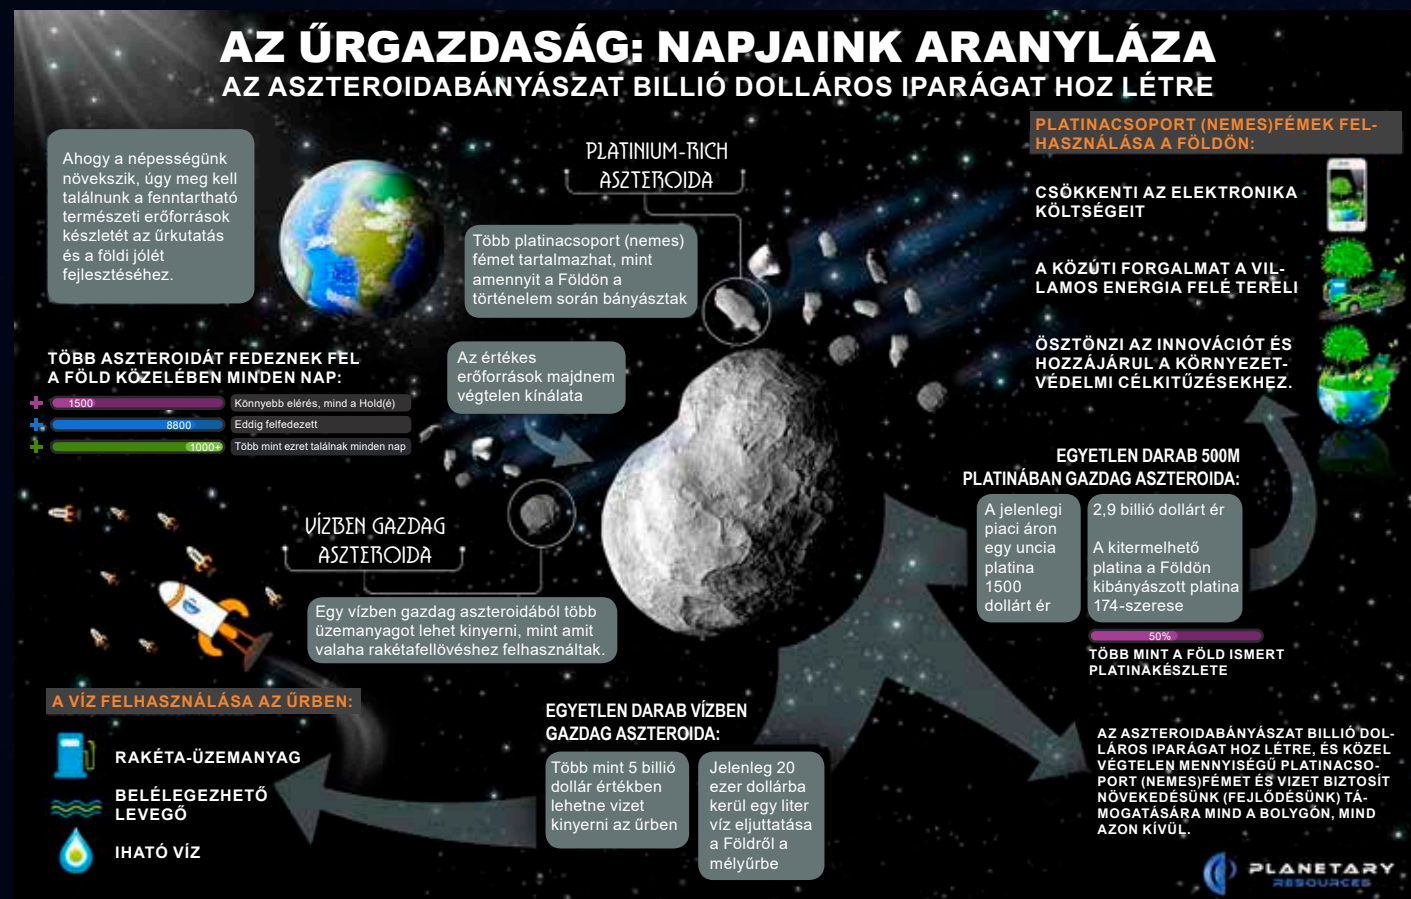 AZ ŰRGAZDASÁG: NAPJAINK ARANYLÁZA
AZ ASZTEROIDABÁNYÁSZAT BILLIÓ DOLLÁROS IPARÁGAT HOZ LÉTRE
Ahogy a népességünk
növekszik, úgy meg kell
találnunk a fenntartható
természeti erőforrások
készletét az űrkutatás
és a földi jólét
fejlesztéséhez.
PLATINIUM-RICH
ASZTEROIDA
Több platinacsoport (nemes)
fémet tartalmazhat, mint
amennyit a Földön a
történelem során bányásztak
PLATINACSOPORT (NEMES)FÉMEK FEL-
HASZNÁLÁSA A FÖLDÖN:
CSÖKKENTI AZ ELEKTRONIKA
KÖLTSÉGEIT
A KÖZÚTI FORGALMAT A VIL-
LAMOS ENERGIA FELÉ TERELI
ÖSZTÖNZI AZ INNOVÁCIÓT ÉS
HOZZÁJÁRUL A KÖRNYEZET-
VÉDELMI CÉLKITŰZÉSEKHEZ.
TÖBB ASZTEROIDÁT FEDEZNEK FEL
A FÖLD KÖZELÉBEN MINDEN NAP:
1500 Könnyebb elérés, mind a Hold(é)
8800 Eddig felfedezett
1000+ Több mint ezret találnak minden nap
Az értékes
erőforrások majdnem
végtelen kínálata
VÍZBEN GAZDAG
ASZTEROIDA
Egy vízben gazdag aszteroidából több
üzemanyagot lehet kinyerni, mint amit
valaha rakétafellövéshez felhasználtak.
EGYETLEN DARAB 500M
PLATINÁBAN GAZDAG ASZTEROIDA:
A jelenlegi
piaci áron
egy uncia
platina
1500
dollárt ér
2,9 billió dollárt ér
A kitermelhető
platina a Földön
kibányászott platina
174-szerese
50%
TÖBB MINT A FÖLD ISMERT
PLATINAKÉSZLETE
A VÍZ FELHASZNÁLÁSA AZ ŰRBEN:
RAKÉTA-ÜZEMANYAG
BELÉLEGEZHETŐ
LEVEGŐ
IHATÓ VÍZ
EGYETLEN DARAB VÍZBEN
GAZDAG ASZTEROIDA:
Több mint 5 billió
dollár értékben
lehetne vizet
kinyerni az űrben
Jelenleg 20
ezer dollárba
kerül egy liter
víz eljuttatása
a Földről a
mélyűrbe
AZ ASZTEROIDABÁNYÁSZAT BILLIÓ DOL-
LÁROS IPARÁGAT HOZ LÉTRE, ÉS KÖZEL
VÉGTELEN MENNYISÉGŰ PLATINACSO-
PORT (NEMES)FÉMET ÉS VIZET BIZTOSÍT
NÖVEKEDÉSÜNK (FEJLŐDÉSÜNK) TÁ-
MOGATÁSÁRA MIND A BOLYGÓN, MIND
AZON KÍVÜL.
PLANETARY
RESOURCES